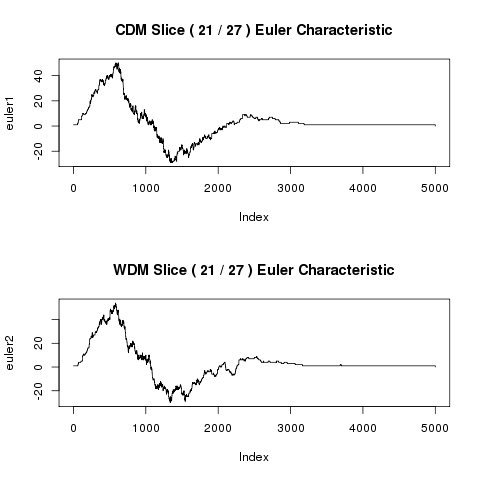 CDM Slice ( 21 / 27 ) Euler Characteristic
euler1
40
20
0
-20
0 1000 2000 3000 4000 5000
Index
WDM Slice ( 21 / 27 ) Euler Characteristic
euler2
20
0
-20
0 1000 2000 3000 4000 5000
Index